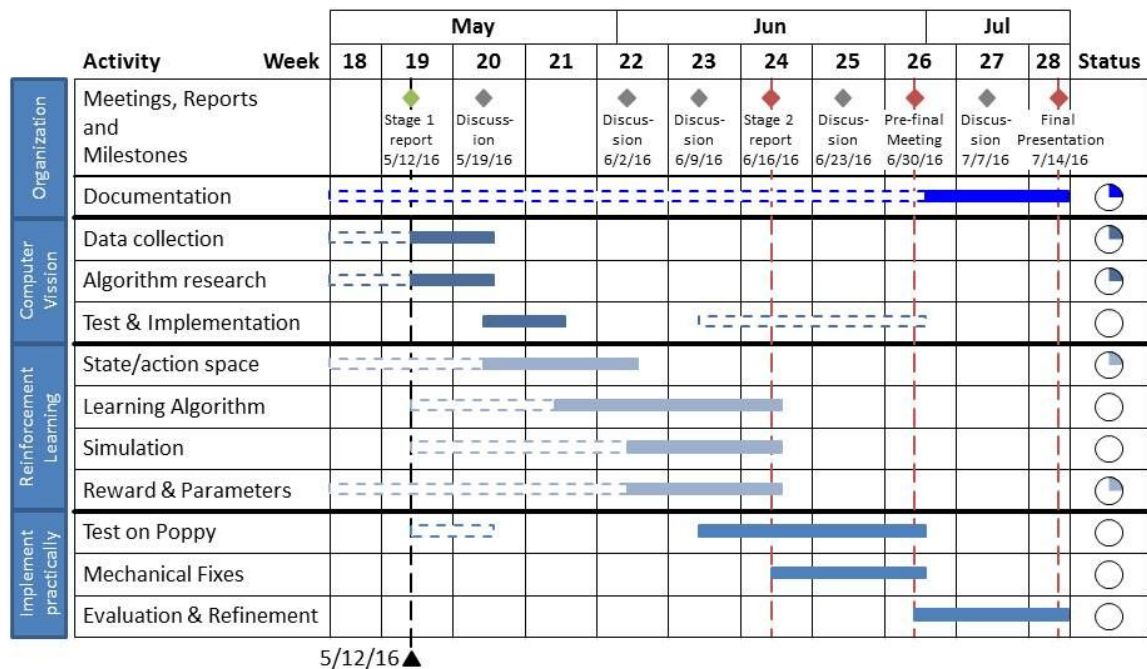 May Jun Jul
Activity Week 18 19 20 21 22 23 24 25 26 27 28 Status
Organization
Meetings, Reports
and
Milestones
Stage 1
report
5/12/16
Discus-
sion
5/19/16
Discus-
sion
6/2/16
Discus-
sion
6/9/16
Stage 2
report
6/16/16
Discus-
sion
6/23/16
Pre-final
Meeting
6/30/16
Discus-
sion
7/7/16
Final
Presentation
7/14/16
Documentation
Computer
Vission
Data collection
Algorithm research
Test & Implementation
Reinforcement
Learning
State/action space
Learning Algorithm
Simulation
Reward & Parameters
Implement
practically
Test on Poppy
Mechanical Fixes
Evaluation & Refinement
5/12/16